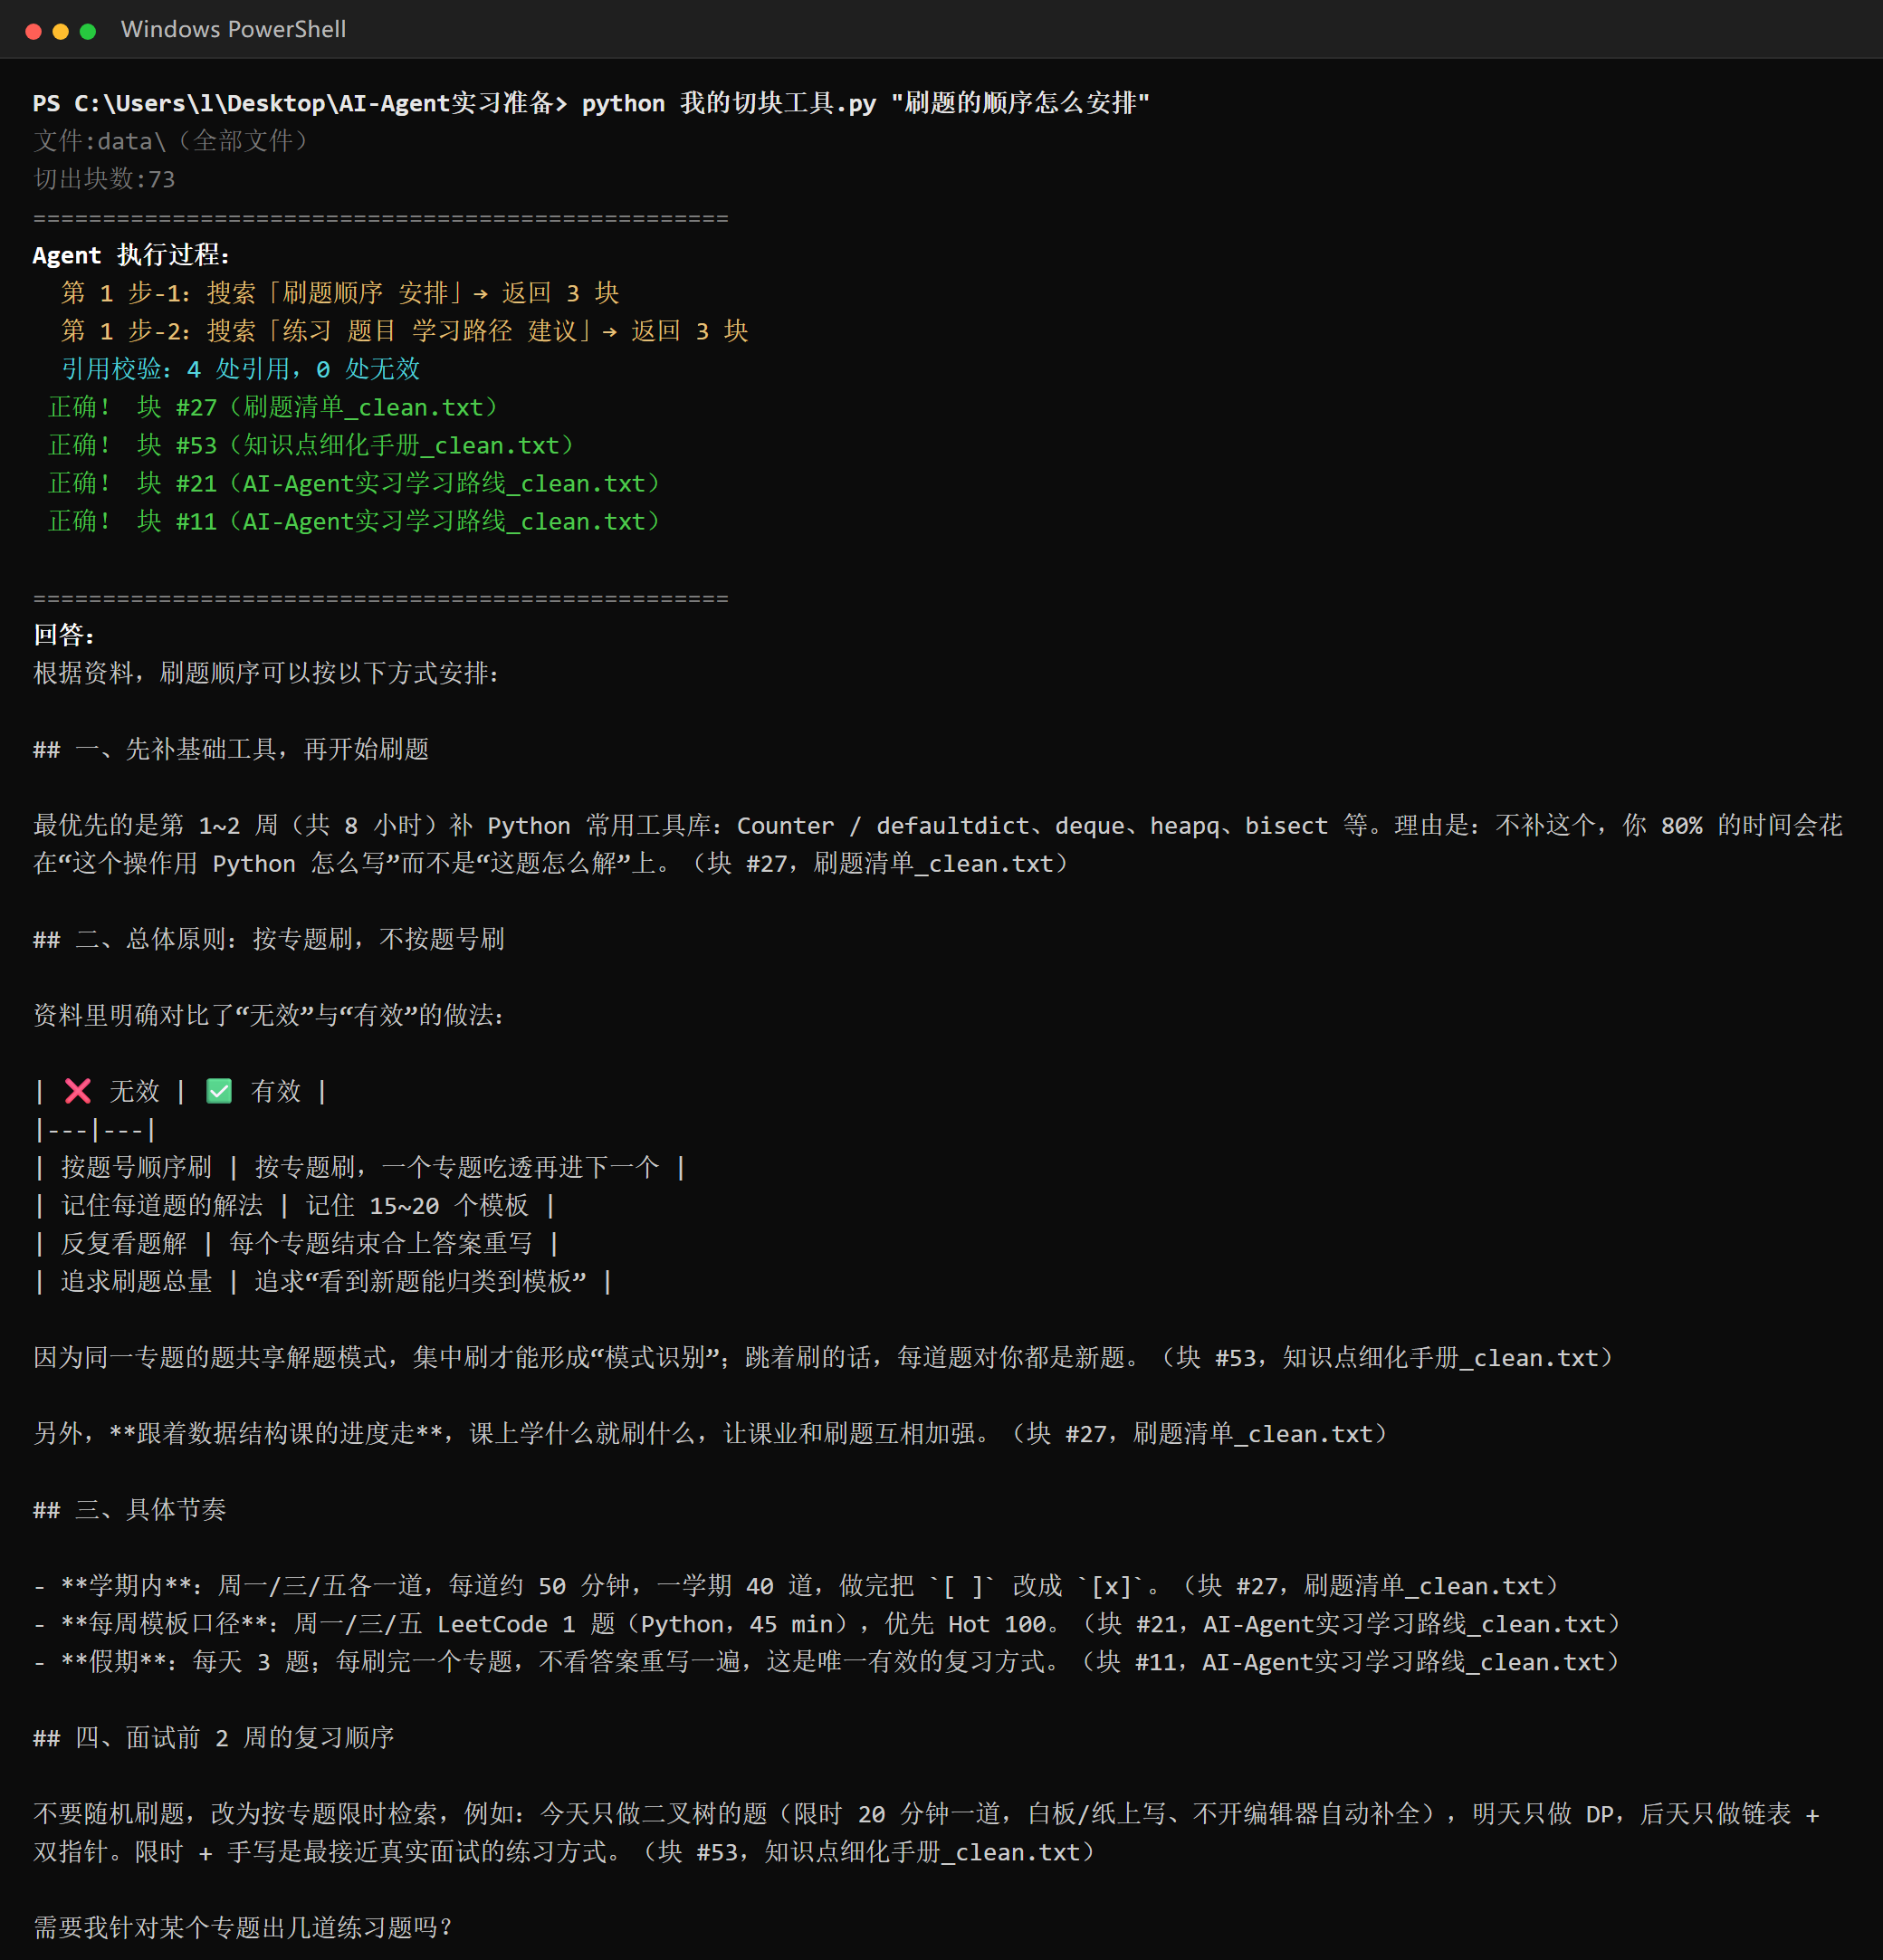 Windows PowerShell
PS C:\Users\l\Desktop\AI-Agent实习准备> python 我的切块工具.py "刷题的顺序怎么安排"
文件:data\（全部文件）
切出块数:73
==================================================
Agent 执行过程：
第 1 步-1：搜索「刷题顺序 安排」→ 返回 3 块
第 1 步-2：搜索「练习 题目 学习路径 建议」→ 返回 3 块
引用校验：4 处引用，0 处无效
正确！ 块 #27（刷题清单_clean.txt）
正确！ 块 #53（知识点细化手册_clean.txt）
正确！ 块 #21（AI-Agent实习学习路线_clean.txt）
正确！ 块 #11（AI-Agent实习学习路线_clean.txt）
==================================================
回答：
根据资料，刷题顺序可以按以下方式安排：
## 一、先补基础工具，再开始刷题
最优先的是第 1~2 周（共 8 小时）补 Python 常用工具库：Counter / defaultdict、deque、heapq、bisect 等。理由是：不补这个，你 80% 的时间会花
在“这个操作用 Python 怎么写”而不是“这题怎么解”上。（块 #27，刷题清单_clean.txt）
## 二、总体原则：按专题刷，不按题号刷
资料里明确对比了“无效”与“有效”的做法：
| ❌ 无效 | ✅ 有效 |
|---|---|
| 按题号顺序刷 | 按专题刷，一个专题吃透再进下一个 |
| 记住每道题的解法 | 记住 15~20 个模板 |
| 反复看题解 | 每个专题结束合上答案重写 |
| 追求刷题总量 | 追求“看到新题能归类到模板” |
因为同一专题的题共享解题模式，集中刷才能形成“模式识别”；跳着刷的话，每道题对你都是新题。（块 #53，知识点细化手册_clean.txt）
另外，**跟着数据结构课的进度走**，课上学什么就刷什么，让课业和刷题互相加强。（块 #27，刷题清单_clean.txt）
## 三、具体节奏
- **学期内**：周一/三/五各一道，每道约 50 分钟，一学期 40 道，做完把 `[ ]` 改成 `[x]`。（块 #27，刷题清单_clean.txt）
- **每周模板口径**：周一/三/五 LeetCode 1 题（Python，45 min），优先 Hot 100。（块 #21，AI-Agent实习学习路线_clean.txt）
- **假期**：每天 3 题；每刷完一个专题，不看答案重写一遍，这是唯一有效的复习方式。（块 #11，AI-Agent实习学习路线_clean.txt）
## 四、面试前 2 周的复习顺序
不要随机刷题，改为按专题限时检索，例如：今天只做二叉树的题（限时 20 分钟一道，白板/纸上写、不开编辑器自动补全），明天只做 DP，后天只做链表 +
双指针。限时 + 手写是最接近真实面试的练习方式。（块 #53，知识点细化手册_clean.txt）
需要我针对某个专题出几道练习题吗？